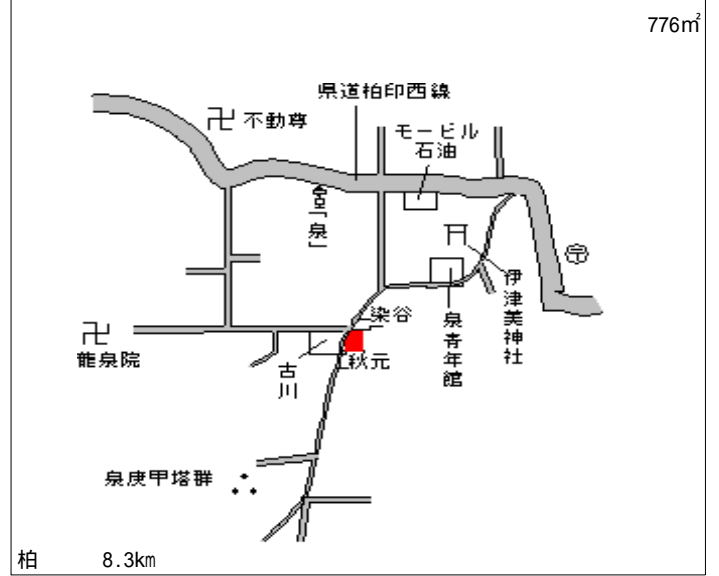 776㎡
県道柏印西線
不動尊
モービル
石油
宮「泉」
〒
伊津美神社
染谷
泉青年館
龍泉院
古川
秋元
泉庚甲塔群
柏 8.3km